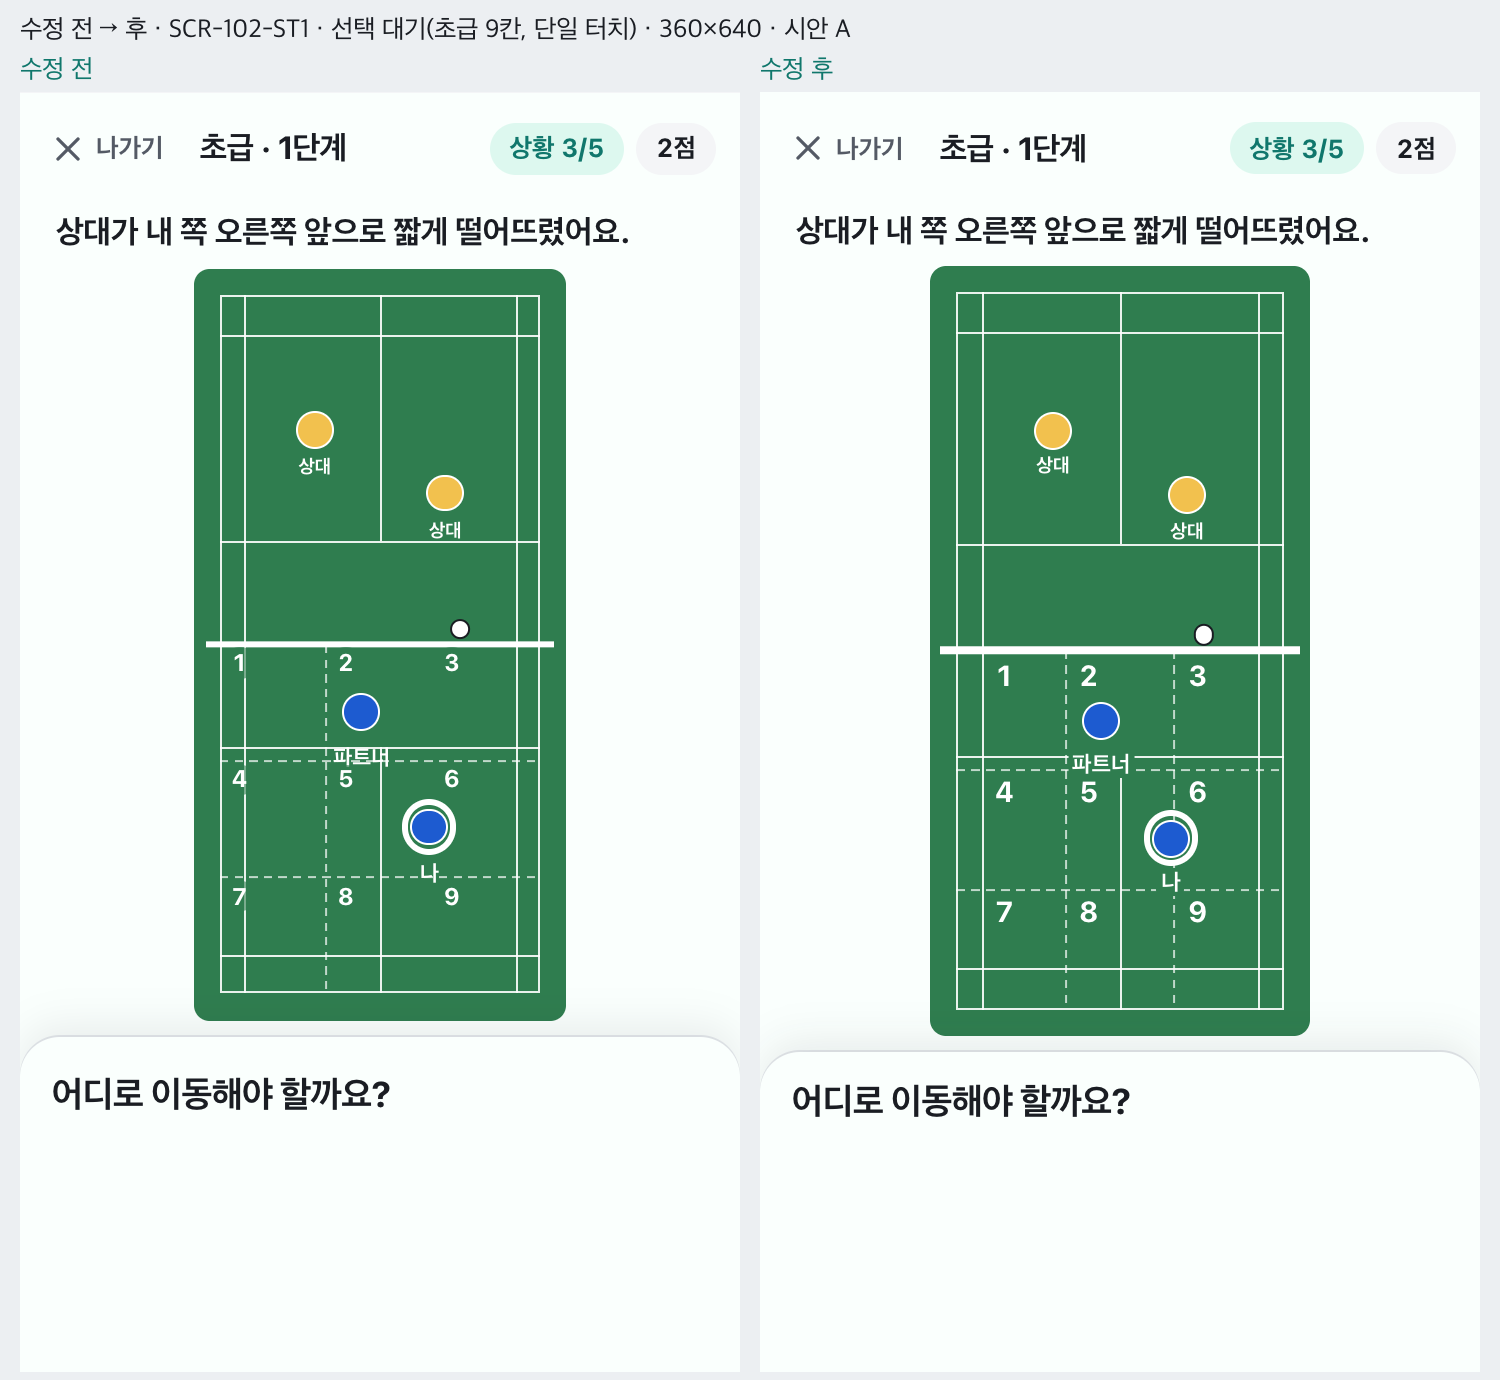 수정 전 → 후 · SCR-102-ST1 · 선택 대기(초급 9칸, 단일 터치) · 360×640 · 시안 A
수정 전
나가기 초급 · 1단계 상황 3/5 2점
상대가 내 쪽 오른쪽 앞으로 짧게 떨어뜨렸어요.
상대
상대
1 2 3
파트너
4 5 6
나
7 8 9
어디로 이동해야 할까요?
수정 후
나가기 초급 · 1단계 상황 3/5 2점
상대가 내 쪽 오른쪽 앞으로 짧게 떨어뜨렸어요.
상대
상대
1 2 3
파트너
4 5 6
나
7 8 9
어디로 이동해야 할까요?